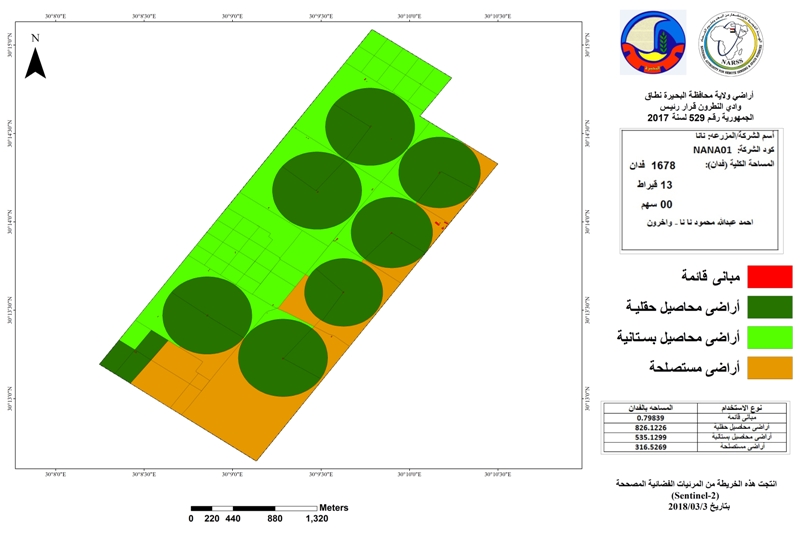 30°8'0"E
30°8'30"E
30°9'0"E
30°9'30"E
30°10'0"E
30°10'30"E
30°15'0"N
30°14'30"N
30°14'0"N
30°13'30"N
30°13'0"N
30°15'0"N
30°14'30"N
30°14'0"N
30°13'30"N
30°13'0"N
N
30°8'0"E
30°8'30"E
30°9'0"E
30°9'30"E
30°10'0"E
30°10'30"E
0 220 440 880 1,320
Meters
NARSS
أراضي ولاية محافظة البحيرة نطاق
وادي النطرون قرار رئيس
الجمهورية رقم 529 لسنة 2017
أسم الشركة/المزرعه: نانا
كود الشركة: NANA01
المساحة الكلية (فدان): 1678 فدان
13 قيراط
00 سهم
احمد عبدالله محمود نا نا - واخرون
مبانى قائمة
أراضى محاصيل حقلية
أراضى محاصيل بستانية
أراضى مستصلحة
نوع الاستخدام المساحه بالفدان
مبانى قائمه 0.79839
أراضى محاصيل حقلية 826.1226
أراضى محاصيل بستانية 535.1299
أراضى مستصلحة 316.5269
انتجت هذه الخريطة من المرئيات الفضائية المصححة
(Sentinel-2)
بتاريخ 2018/03/3